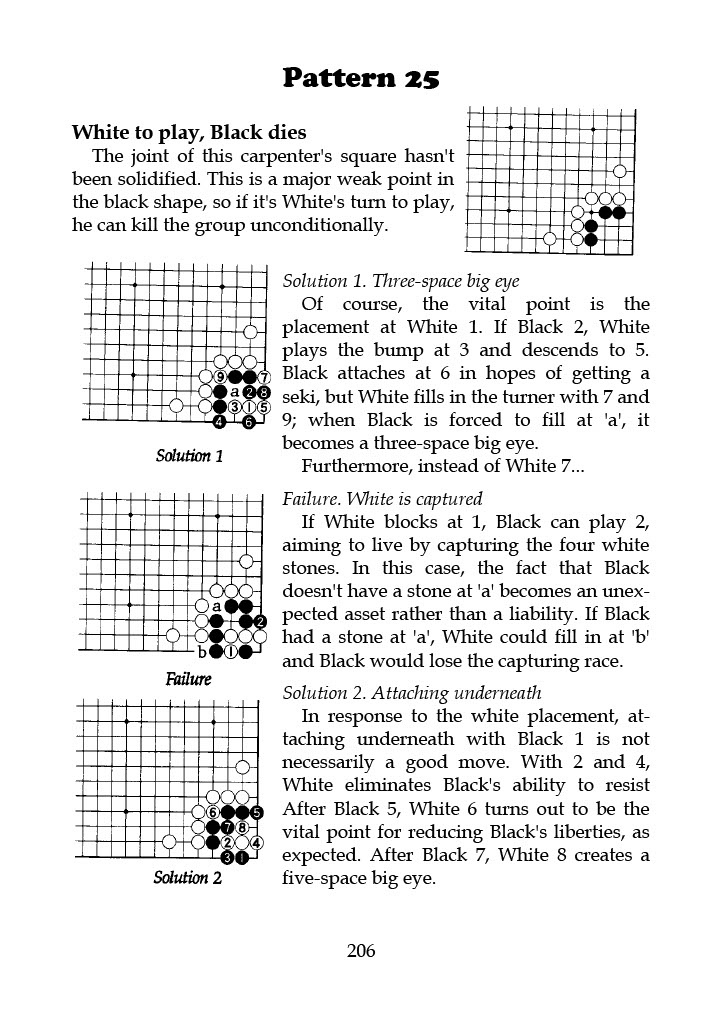 Pattern 25
White to play, Black dies
The joint of this carpenter's square hasn't
been solidified. This is a major weak point in
the black shape, so if it's White's turn to play,
he can kill the group unconditionally.
Solution 1. Three-space big eye
Of course, the vital point is the
placement at White 1. If Black 2, White
plays the bump at 3 and descends to 5.
Black attaches at 6 in hopes of getting a
seki, but White fills in the turner with 7 and
9; when Black is forced to fill at 'a', it
becomes a three-space big eye.
Furthermore, instead of White 7...
9 7
a 2 8
3 1 5
4 6
Solution 1
Failure. White is captured
If White blocks at 1, Black can play 2,
aiming to live by capturing the four white
stones. In this case, the fact that Black
doesn't have a stone at 'a' becomes an unex-
pected asset rather than a liability. If Black
had a stone at 'a', White could fill in at 'b'
and Black would lose the capturing race.
a
2
b 1
Failure
Solution 2. Attaching underneath
In response to the white placement, at-
taching underneath with Black 1 is not
necessarily a good move. With 2 and 4,
White eliminates Black's ability to resist
After Black 5, White 6 turns out to be the
vital point for reducing Black's liberties, as
expected. After Black 7, White 8 creates a
five-space big eye.
6 5
7 8
2 4
3 1
Solution 2
206